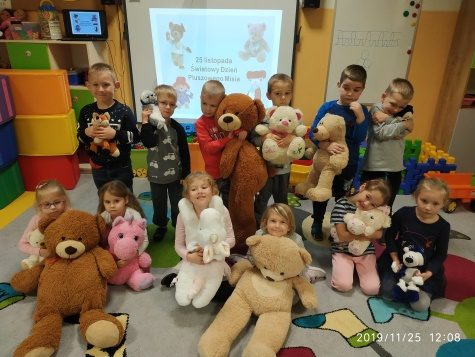 25 listopada
Światowy Dzień
Pluszowego Misia
2019/11/25 12:08